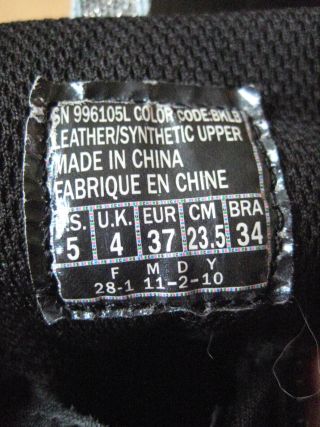 SN 996105L COLOR CODE:BKLB
LEATHER/SYNTHETIC UPPER
MADE IN CHINA
FABRIQUE EN CHINE
.S. U.K. EUR CM BRA
5 4 37 23.5 34
F M D Y
28-1 11-2-10